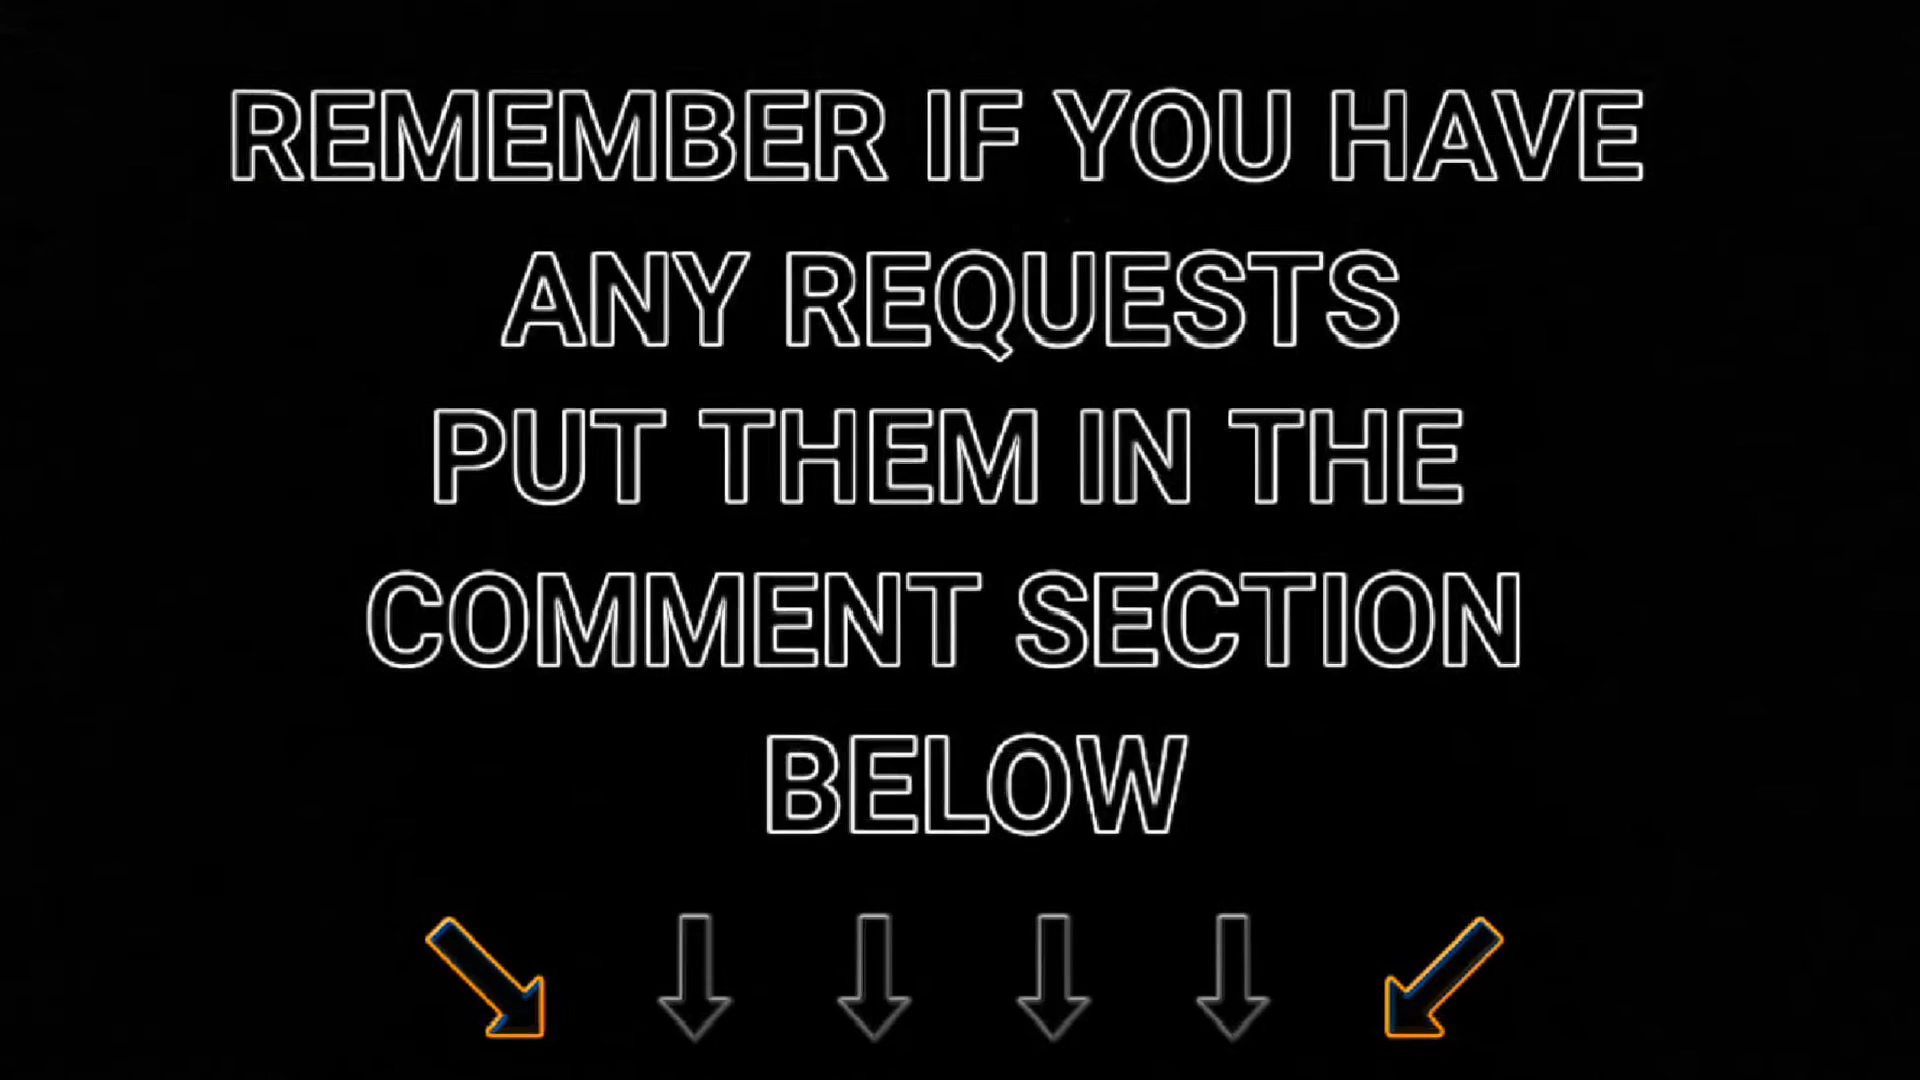 REMEMBER IF YOU HAVE
ANY REQUESTS
PUT THEM IN THE
COMMENT SECTION
BELOW